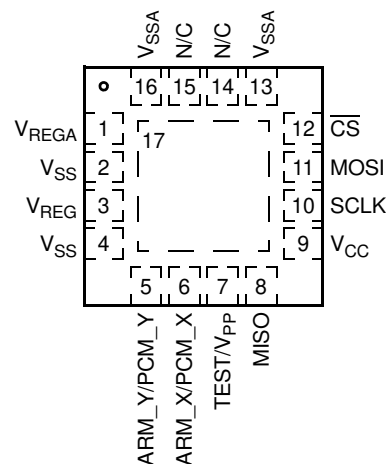 VSSA
N/C
N/C
VSSA
16 15 14 13
VREGA 1 17 12 C̅S̅
VSS 2 11 MOSI
VREG 3 10 SCLK
VSS 4 9 VCC
5 6 7 8
ARM_Y/PCM_Y
ARM_X/PCM_X
TEST/VPP
MISO